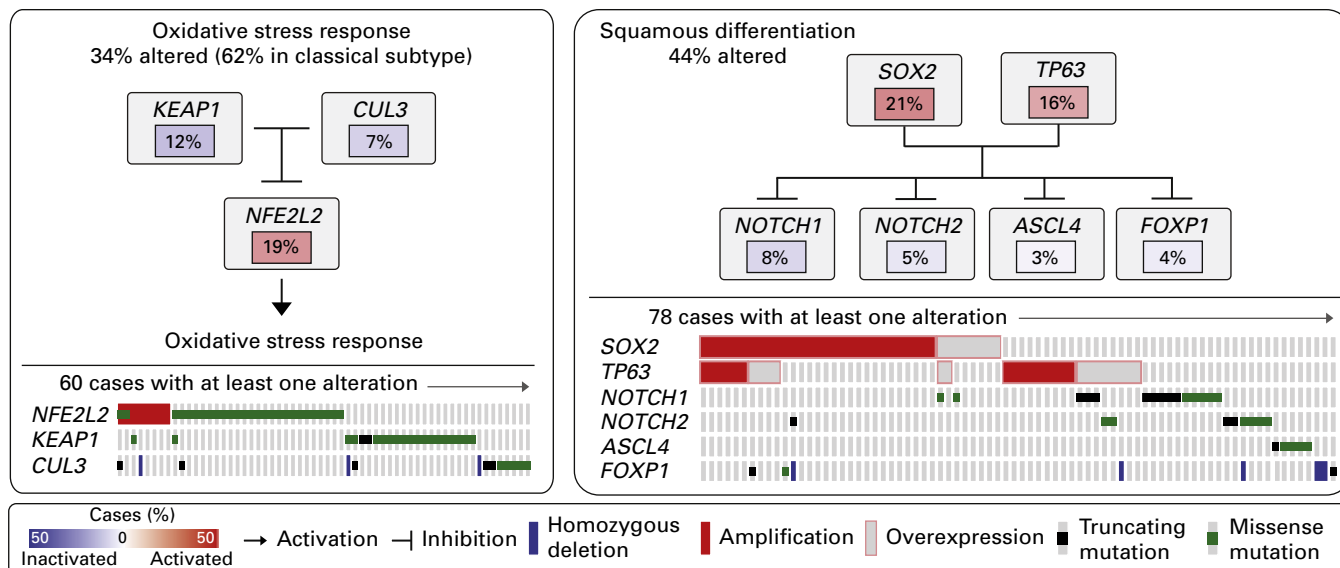 Oxidative stress response
34% altered (62% in classical subtype)
KEAP1
12%
CUL3
7%
NFE2L2
19%
Oxidative stress response
60 cases with at least one alteration
NFE2L2
KEAP1
CUL3
Squamous differentiation
44% altered
SOX2
21%
TP63
16%
NOTCH1
8%
NOTCH2
5%
ASCL4
3%
FOXP1
4%
78 cases with at least one alteration
SOX2
TP63
NOTCH1
NOTCH2
ASCL4
FOXP1
Cases (%)
50 0 50
Inactivated Activated
Activation
Inhibition
Homozygous
deletion
Amplification
Overexpression
Truncating
mutation
Missense
mutation